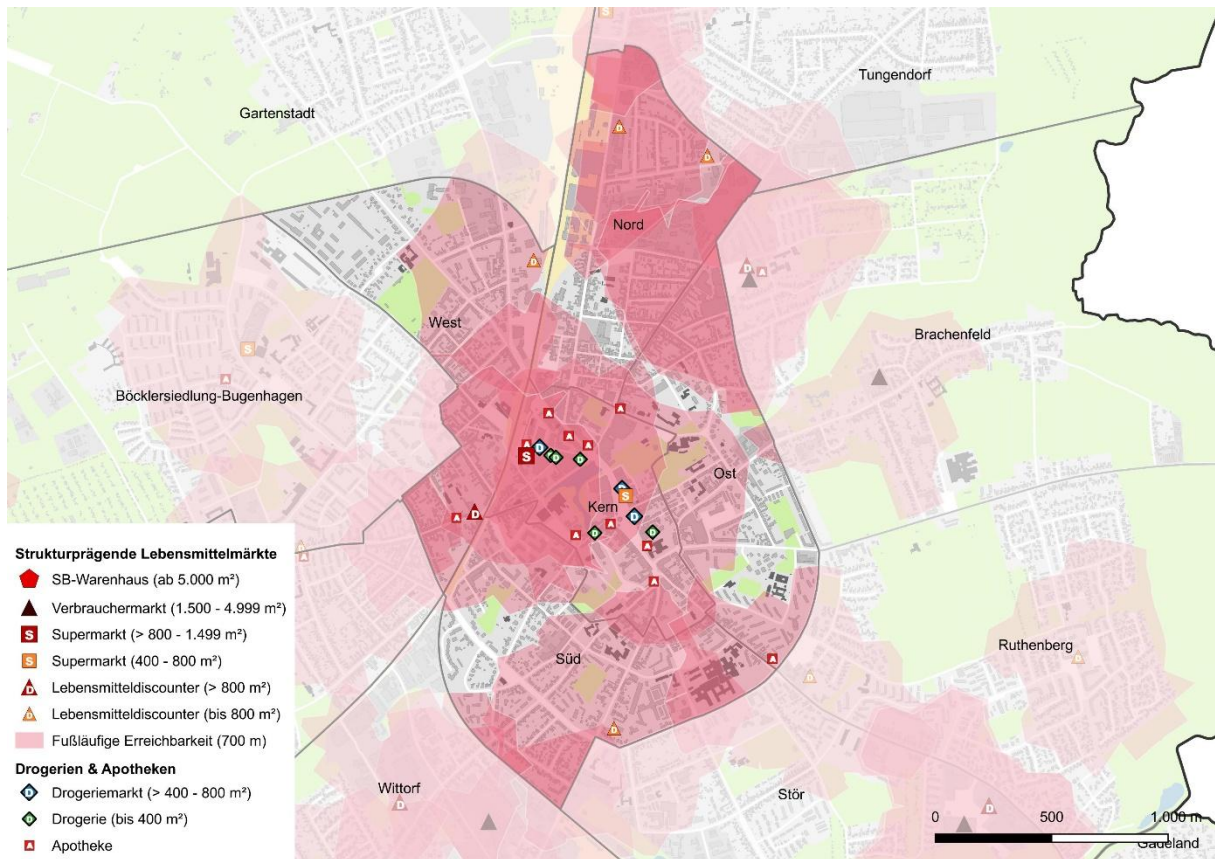 Tungendorf
Gartenstadt
Nord
West
Brachenfeld
Böcklersiedlung-Bugenhagen
Ost
Kern
Süd
Ruthenberg
Wittorf
Stör
Gadeland
Strukturprägende Lebensmittelmärkte
SB-Warenhaus (ab 5.000 m²)
Verbrauchermarkt (1.500 - 4.999 m²)
S Supermarkt (> 800 - 1.499 m²)
S Supermarkt (400 - 800 m²)
D Lebensmitteldiscounter (> 800 m²)
D Lebensmitteldiscounter (bis 800 m²)
Fußläufige Erreichbarkeit (700 m)
Drogerien & Apotheken
D Drogeriemarkt (> 400 - 800 m²)
D Drogerie (bis 400 m²)
A Apotheke
0 500 1.000 m